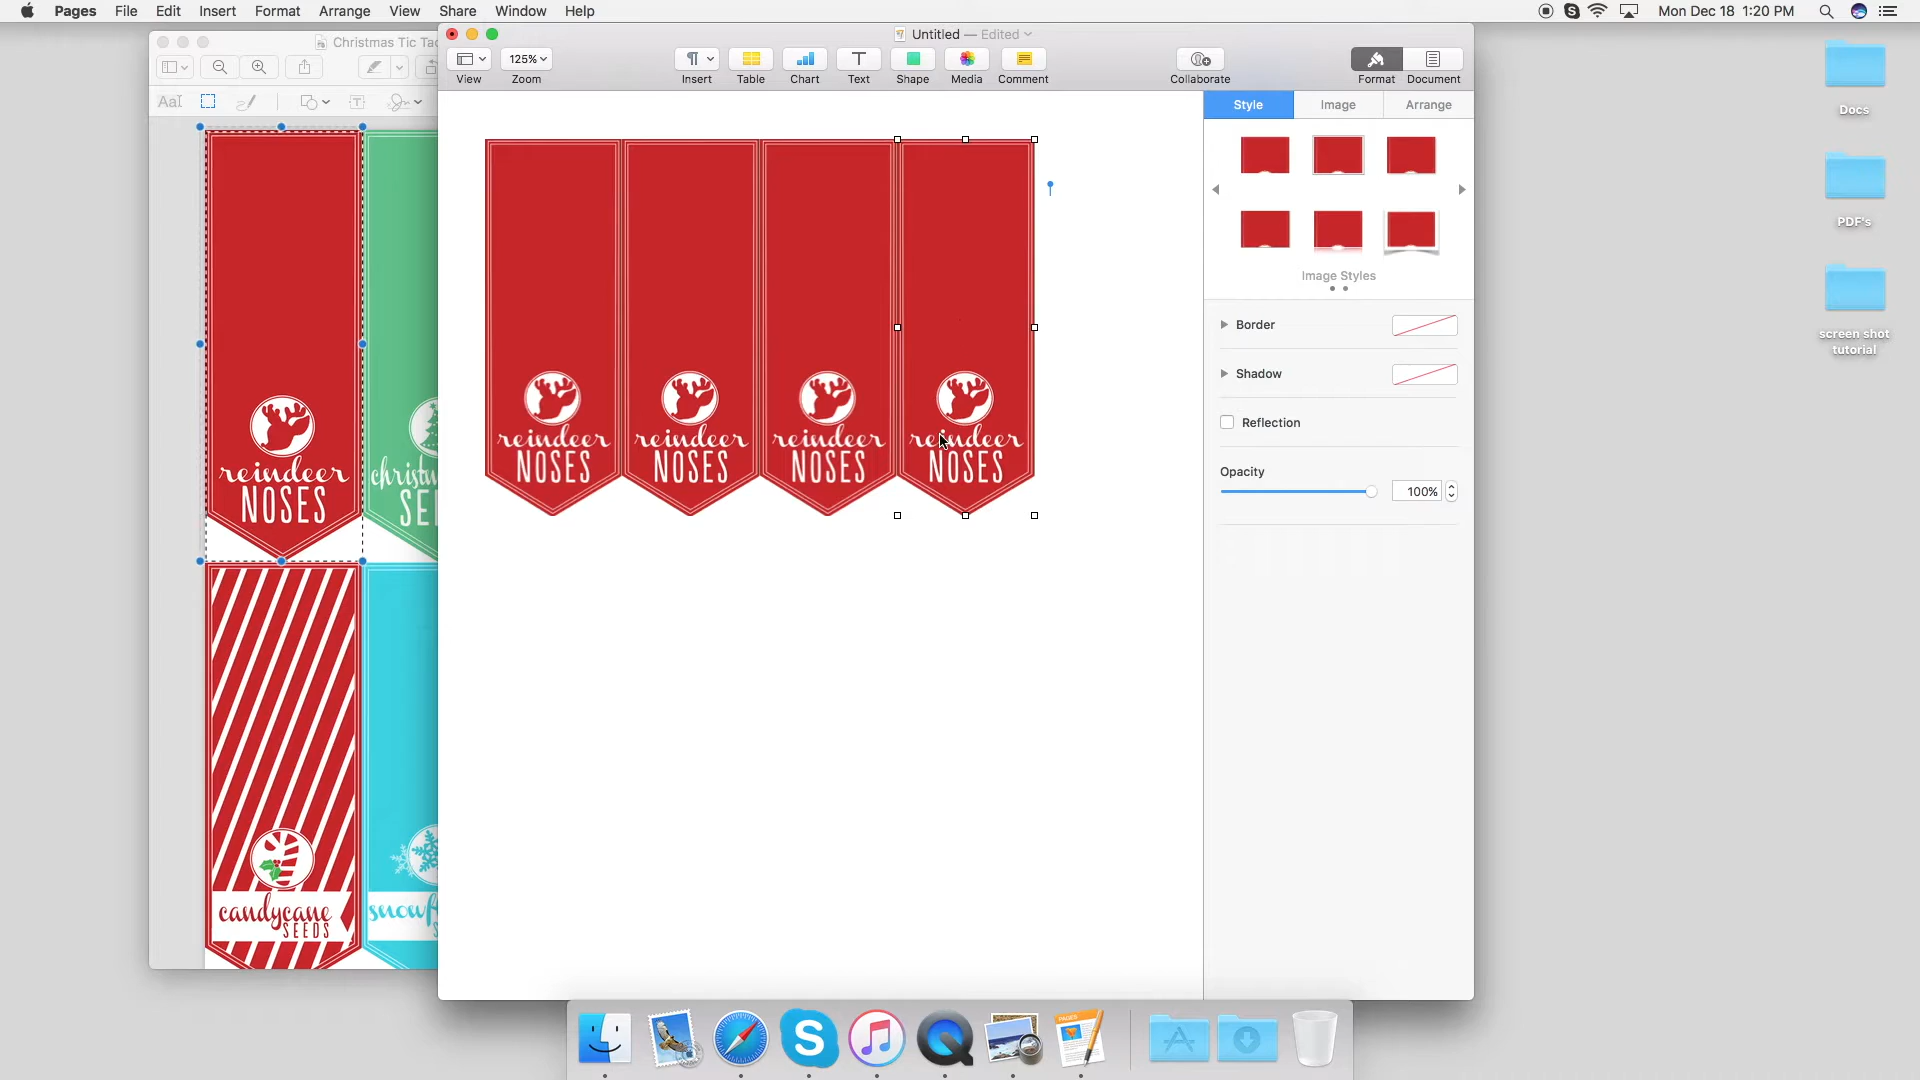 Pages File Edit Insert Format Arrange View Share Window Help
Mon Dec 18 1:20 PM
Christmas Tic Tac
Untitled — Edited
125%
View Zoom Insert Table Chart Text Shape Media Comment Collaborate Format Document
Style Image Arrange
Image Styles
Border
Shadow
Reflection
Opacity
100%
reindeer
NOSES
reindeer
NOSES
reindeer
NOSES
reindeer
NOSES
reindeer
NOSES
candycane
SEEDS
Docs
PDF's
screen shot
tutorial
PAGES